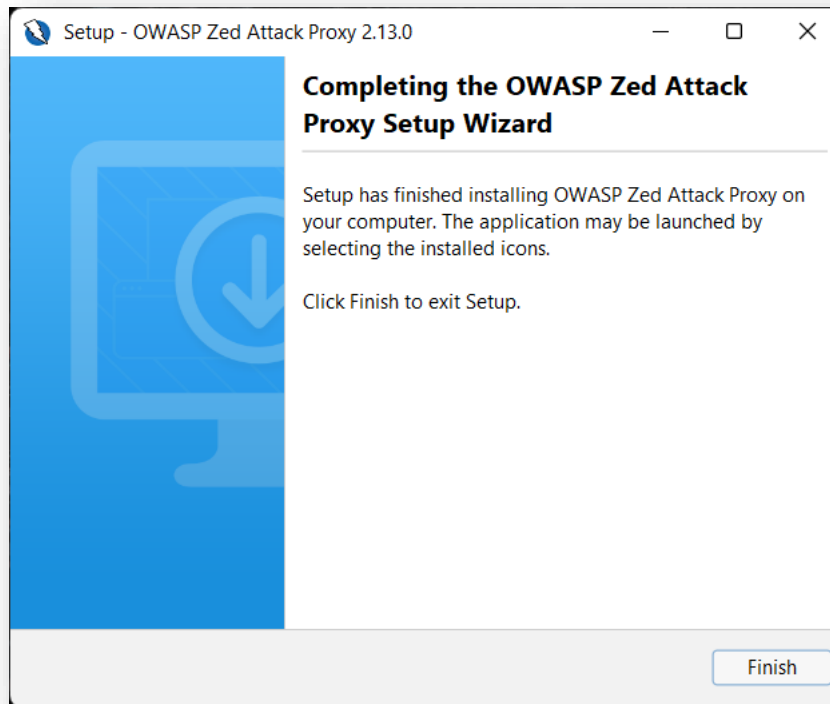 Setup - OWASP Zed Attack Proxy 2.13.0
Completing the OWASP Zed Attack
Proxy Setup Wizard
Setup has finished installing OWASP Zed Attack Proxy on
your computer. The application may be launched by
selecting the installed icons.
Click Finish to exit Setup.
Finish